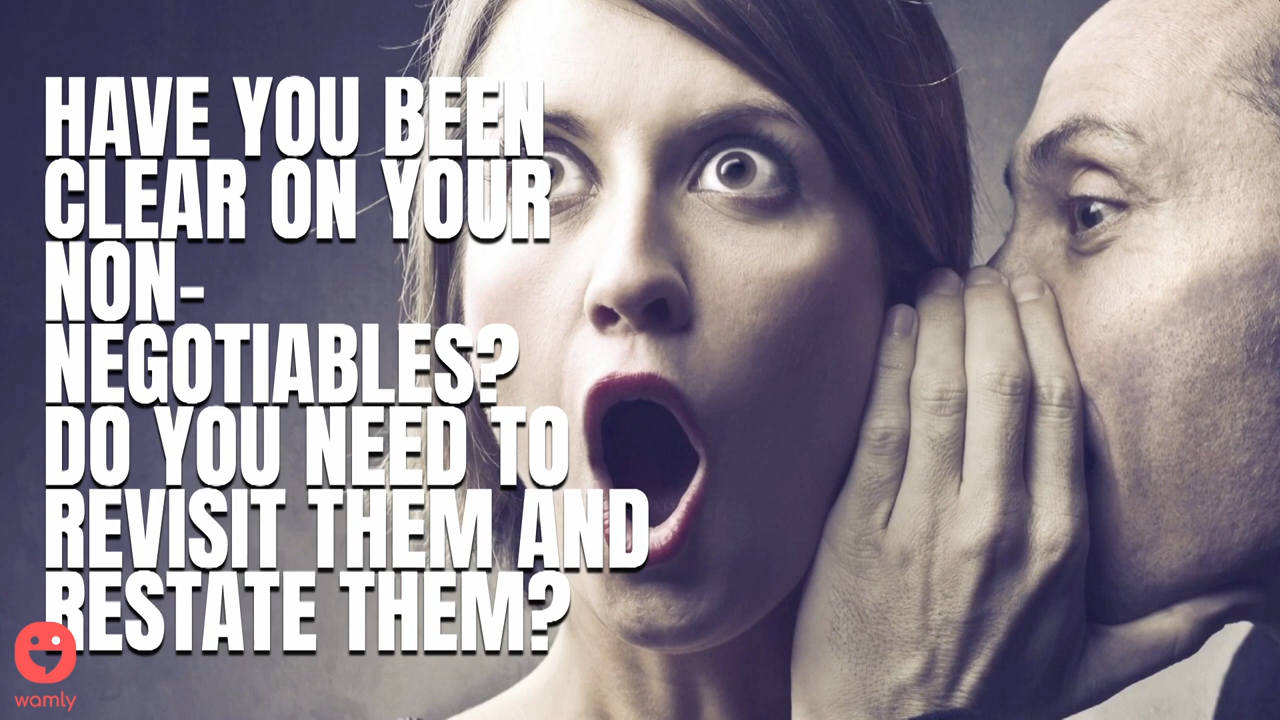 HAVE YOU BEEN
CLEAR ON YOUR
NON-
NEGOTIABLES?
DO YOU NEED TO
REVISIT THEM AND
RESTATE THEM?
wamly